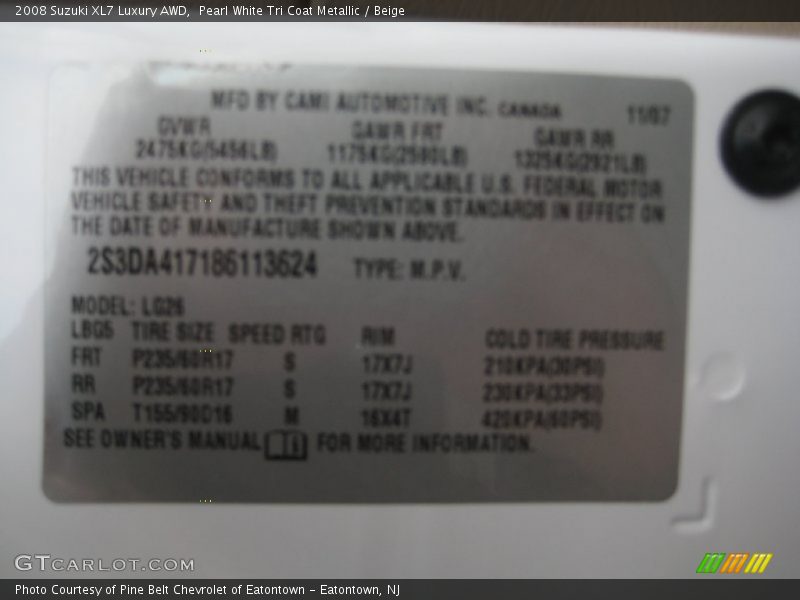 2008 Suzuki XL7 Luxury AWD,  Pearl White Tri Coat Metallic / Beige
MFD BY CAMI AUTOMOTIVE INC. CANADA 11/07
GVWR GAWR FRT GAWR RR
2475KG(5456LB) 1175KG(2590LB) 1325KG(2921LB)
THIS VEHICLE CONFORMS TO ALL APPLICABLE U.S. FEDERAL MOTOR
VEHICLE SAFETY AND THEFT PREVENTION STANDARDS IN EFFECT ON
THE DATE OF MANUFACTURE SHOWN ABOVE.
2S3DA417186113624 TYPE: M.P.V.
MODEL: LG26
LBG5 TIRE SIZE SPEED RTG RIM COLD TIRE PRESSURE
FRT P235/60R17 S 17X7J 210KPA(30PSI)
RR P235/60R17 S 17X7J 230KPA(33PSI)
SPA T155/90D16 M 16X4T 420KPA(60PSI)
SEE OWNER'S MANUAL FOR MORE INFORMATION.
GTCARLOT.COM
Photo Courtesy of Pine Belt Chevrolet of Eatontown – Eatontown, NJ